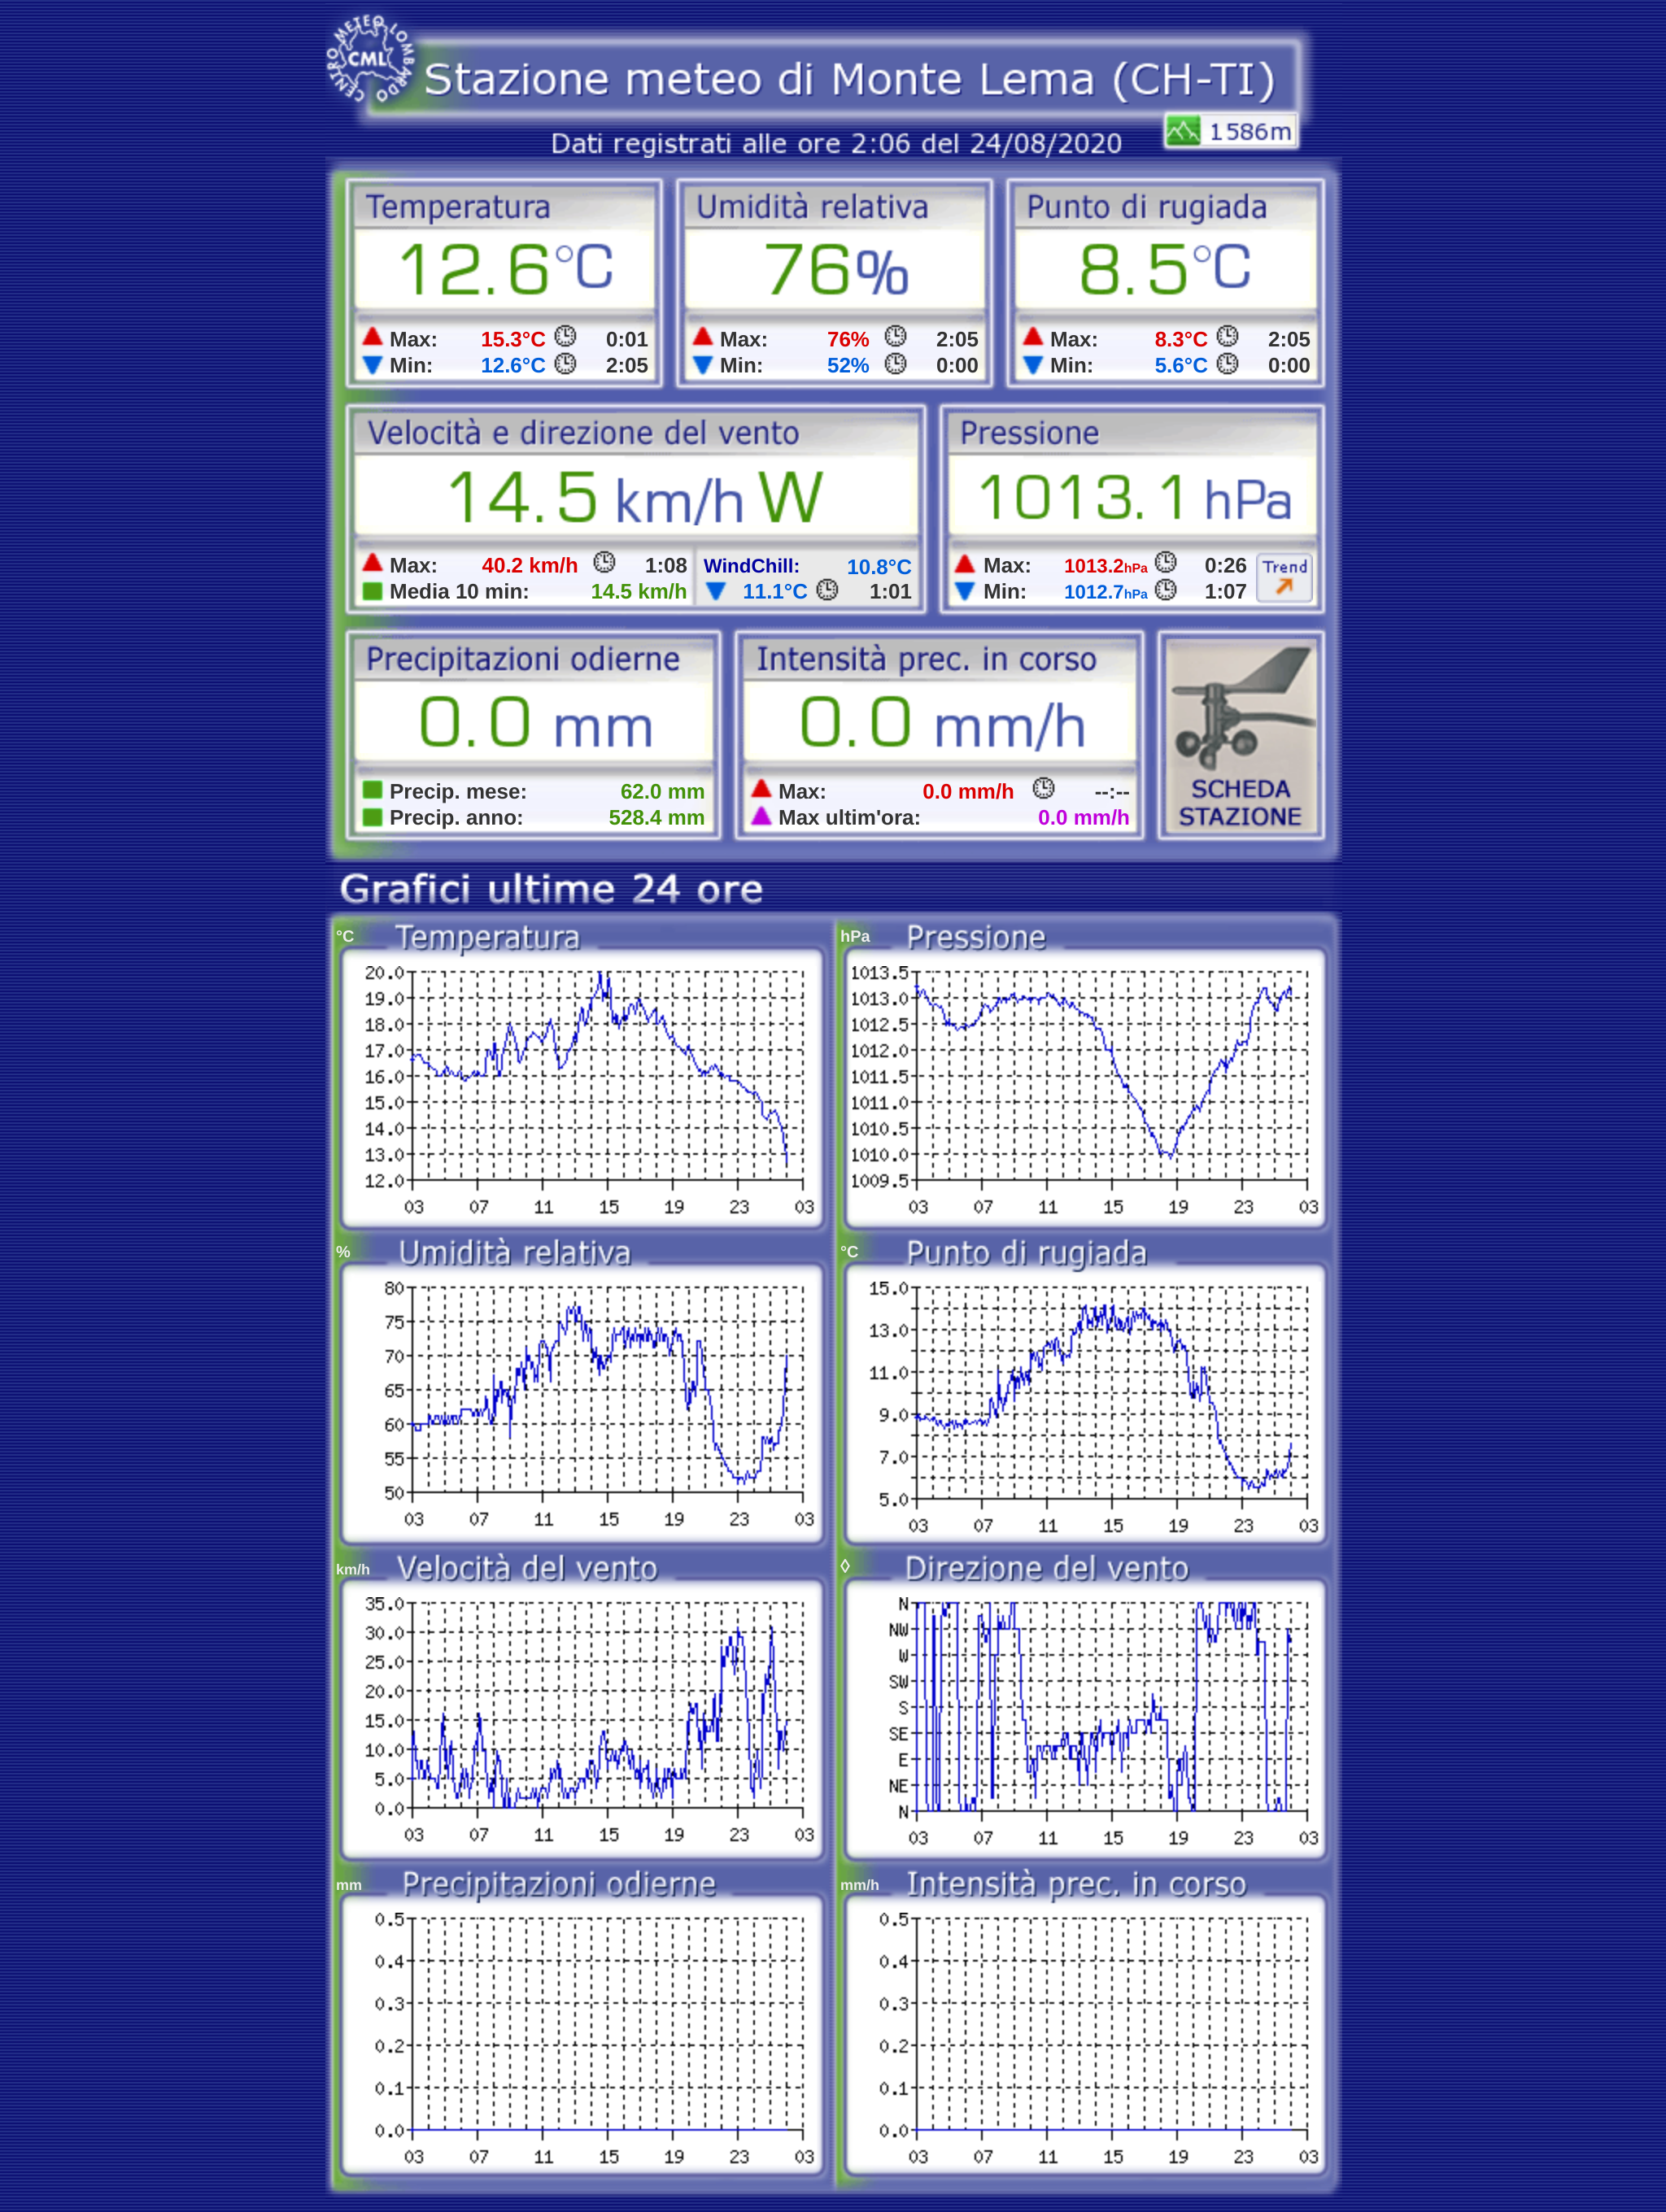 CENTRO METEO LOMBARDO
CML
Stazione meteo di Monte Lema (CH-TI)
Dati registrati alle ore 2:06 del 24/08/2020
1586m
Temperatura
12.6°C
Max: 15.3°C 0:01
Min: 12.6°C 2:05
Umidità relativa
76%
Max: 76% 2:05
Min: 52% 0:00
Punto di rugiada
8.5°C
Max: 8.3°C 2:05
Min: 5.6°C 0:00
Velocità e direzione del vento
14.5 km/h W
Max: 40.2 km/h 1:08
Media 10 min: 14.5 km/h
WindChill: 10.8°C
11.1°C 1:01
Pressione
1013.1 hPa
Max: 1013.2hPa 0:26
Min: 1012.7hPa 1:07
Trend
Precipitazioni odierne
0.0 mm
Precip. mese: 62.0 mm
Precip. anno: 528.4 mm
Intensità prec. in corso
0.0 mm/h
Max: 0.0 mm/h --:--
Max ultim'ora: 0.0 mm/h
SCHEDA
STAZIONE
Grafici ultime 24 ore
°C Temperatura
20.0
19.0
18.0
17.0
16.0
15.0
14.0
13.0
12.0
03 07 11 15 19 23 03
hPa Pressione
1013.5
1013.0
1012.5
1012.0
1011.5
1011.0
1010.5
1010.0
1009.5
03 07 11 15 19 23 03
% Umidità relativa
80
75
70
65
60
55
50
03 07 11 15 19 23 03
°C Punto di rugiada
15.0
13.0
11.0
9.0
7.0
5.0
03 07 11 15 19 23 03
km/h Velocità del vento
35.0
30.0
25.0
20.0
15.0
10.0
5.0
0.0
03 07 11 15 19 23 03
◊ Direzione del vento
N
NW
W
SW
S
SE
E
NE
N
03 07 11 15 19 23 03
mm Precipitazioni odierne
0.5
0.4
0.3
0.2
0.1
0.0
03 07 11 15 19 23 03
mm/h Intensità prec. in corso
0.5
0.4
0.3
0.2
0.1
0.0
03 07 11 15 19 23 03